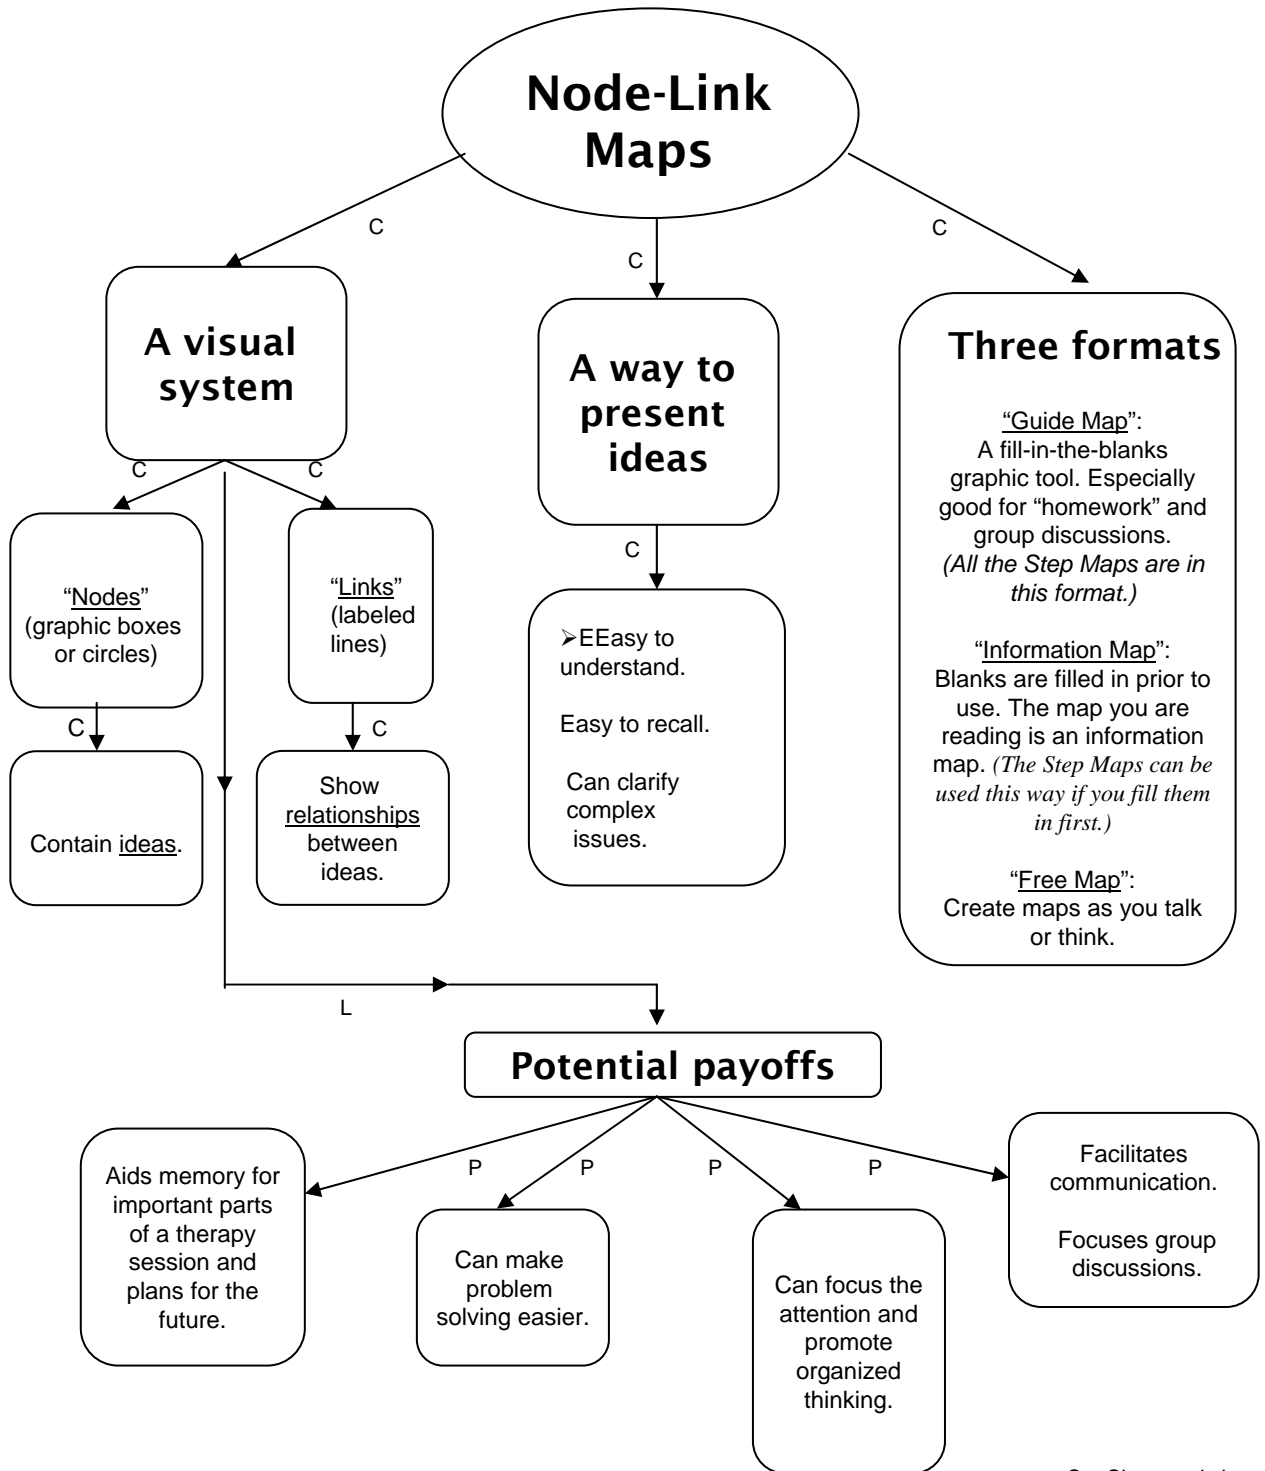 Node-Link
Maps
C
C
C
A visual
system
A way to
present
ideas
Three formats
“Guide Map”:
A fill-in-the-blanks
graphic tool. Especially
good for “homework” and
group discussions.
(All the Step Maps are in
this format.)
“Information Map”:
Blanks are filled in prior to
use. The map you are
reading is an information
map. (The Step Maps can be
used this way if you fill them
in first.)
“Free Map”:
Create maps as you talk
or think.
C
C
“Nodes”
(graphic boxes
or circles)
“Links”
(labeled
lines)
C
C
Contain ideas.
Show
relationships
between
ideas.
C
➢EEasy to
understand.
Easy to recall.
Can clarify
complex
issues.
L
Potential payoffs
P
P
P
P
Aids memory for
important parts
of a therapy
session and
plans for the
future.
Can make
problem
solving easier.
Can focus the
attention and
promote
organized
thinking.
Facilitates
communication.
Focuses group
discussions.